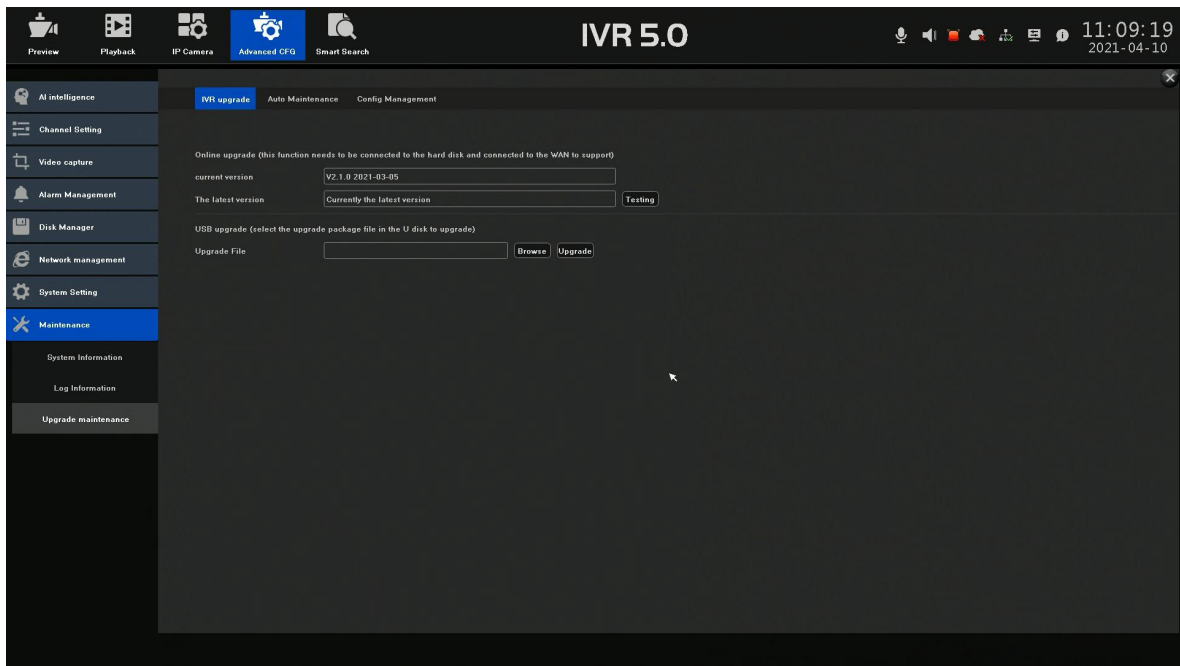 IVR 5.0
11:09:19
2021-04-10
Preview
Playback
IP Camera
Advanced CFG
Smart Search
AI intelligence
Channel Setting
Video capture
Alarm Management
Disk Manager
Network management
System Setting
Maintenance
System Information
Log Information
Upgrade maintenance
IVR upgrade Auto Maintenance Config Management
Online upgrade (this function needs to be connected to the hard disk and connected to the WAN to support)
current version V2.1.0 2021-03-05
The latest version Currently the latest version Testing
USB upgrade (select the upgrade package file in the U disk to upgrade)
Upgrade File Browse Upgrade